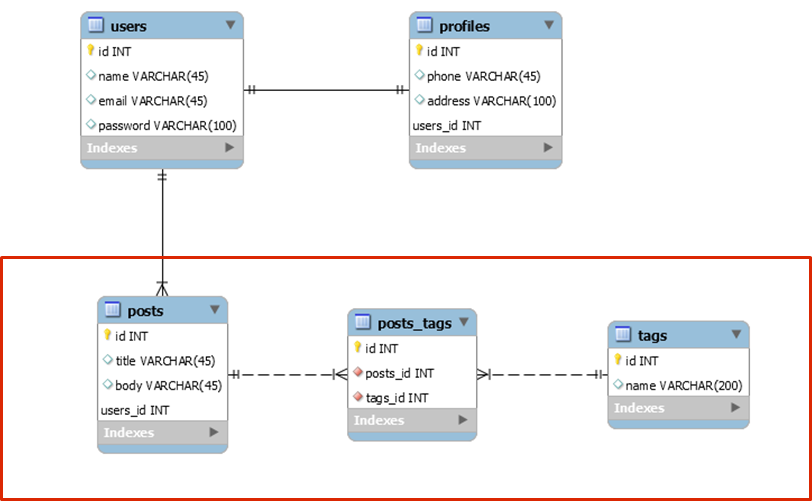 users
id INT
name VARCHAR(45)
email VARCHAR(45)
password VARCHAR(100)
Indexes
profiles
id INT
phone VARCHAR(45)
address VARCHAR(100)
users_id INT
Indexes
posts
id INT
title VARCHAR(45)
body VARCHAR(45)
users_id INT
Indexes
posts_tags
id INT
posts_id INT
tags_id INT
Indexes
tags
id INT
name VARCHAR(200)
Indexes